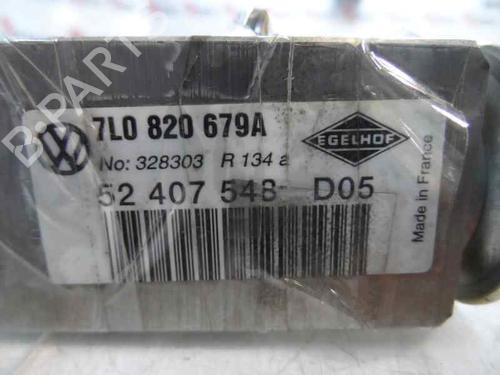 7L0 820 679A
No: 328303 R 134 a
EGELHOF
52 407 548 D05
Made in France
B-PARTS